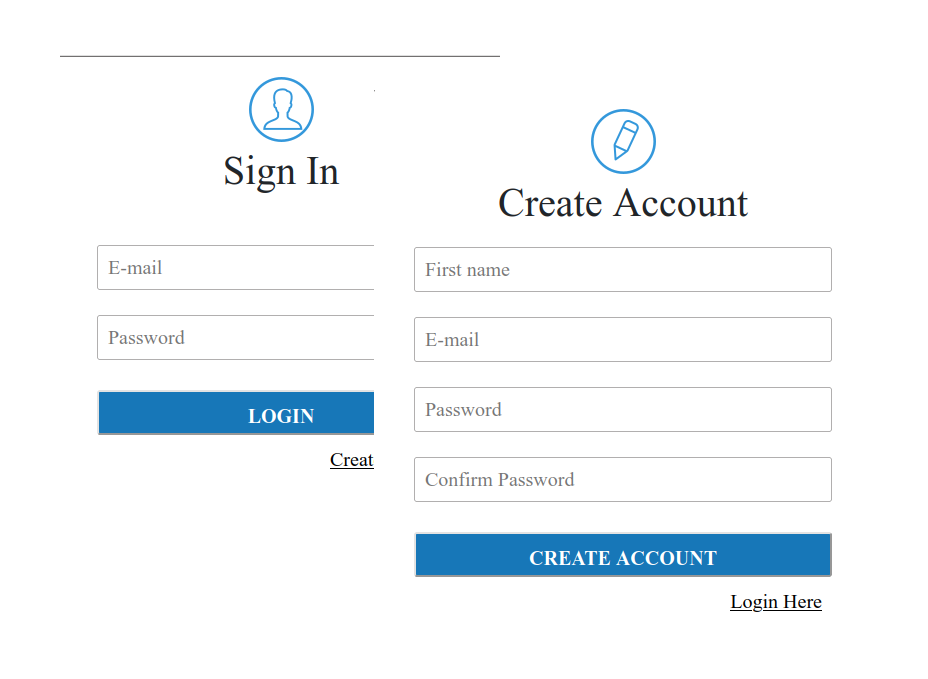 Sign In
E-mail
Password
LOGIN
Creat
Create Account
First name
E-mail
Password
Confirm Password
CREATE ACCOUNT
Login Here